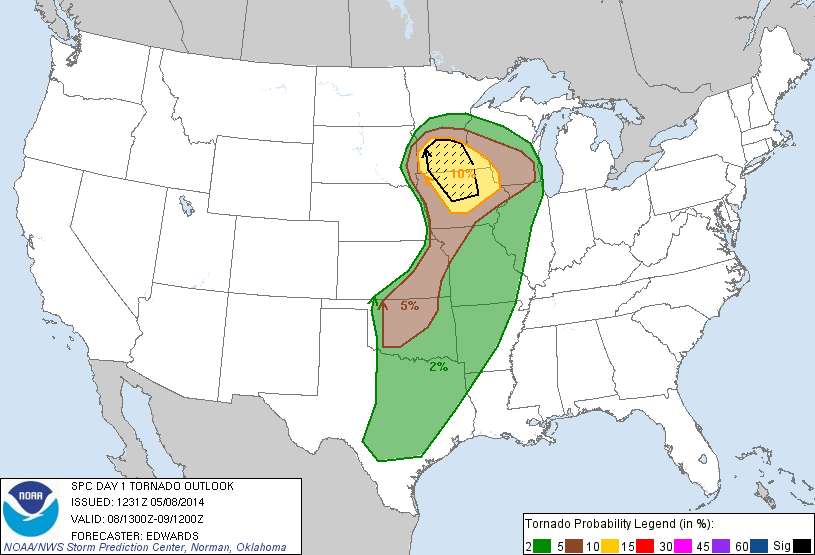 10%
5%
2%
NOAA
SPC DAY 1 TORNADO OUTLOOK
ISSUED: 1231Z 05/08/2014
VALID: 08/1300Z-09/1200Z
FORECASTER: EDWARDS
NOAA/NWS Storm Prediction Center, Norman, Oklahoma
Tornado Probability Legend (in %):
2 5 10 15 30 45 60 Sig